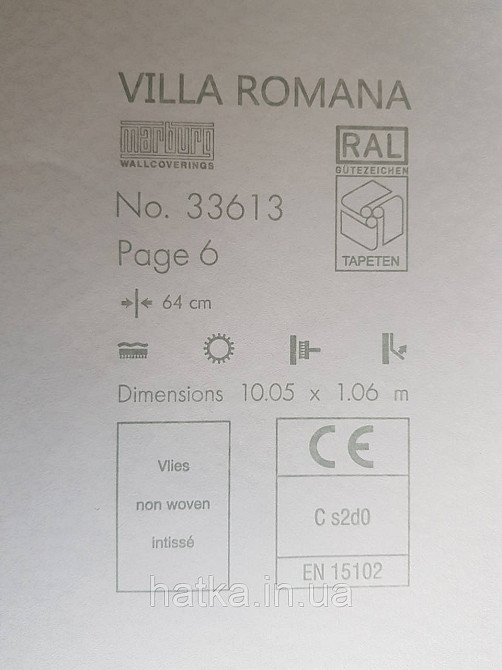 VILLA ROMANA
marburg
WALLCOVERINGS
RAL
GÜTEZEICHEN
No. 33613
Page 6
TAPETEN
64 cm
Dimensions 10.05 x 1.06 m
Vlies
non woven
intissé
CE
C s2d0
EN 15102
hatka.in.ua